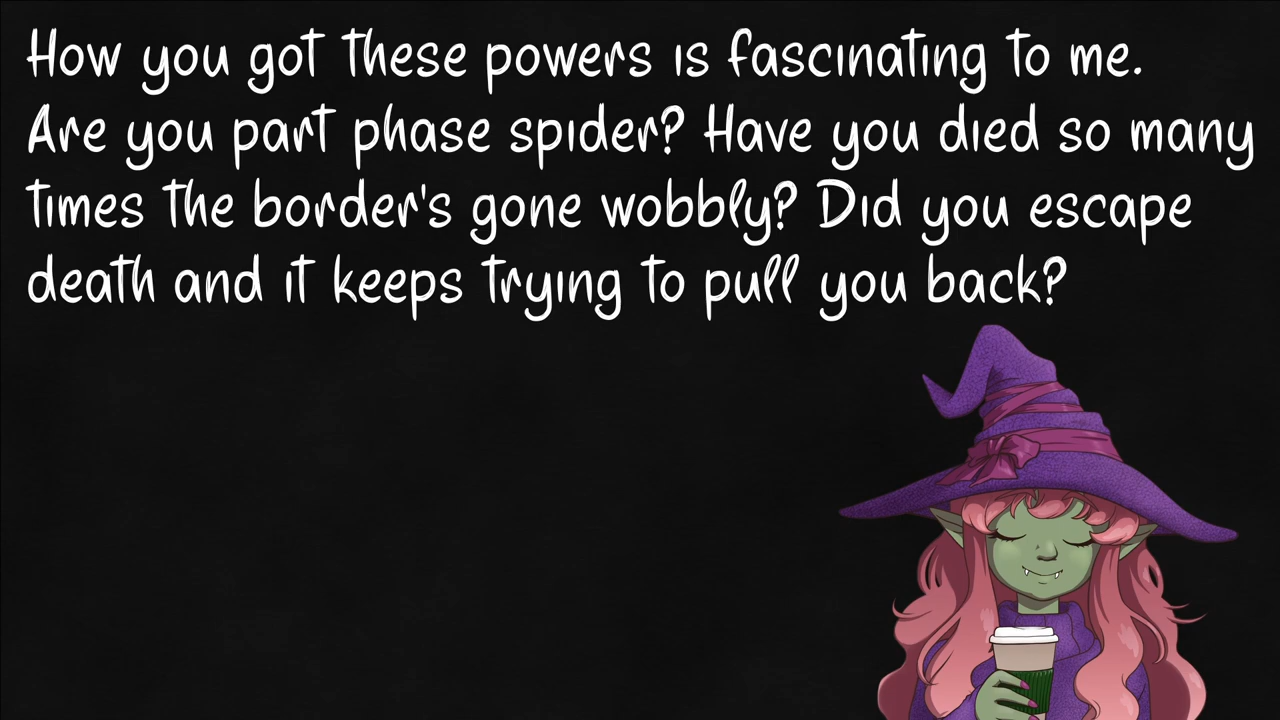 How you got these powers is fascinating to me.
Are you part phase spider? Have you died so many
times the border's gone wobbly? Did you escape
death and it keeps trying to pull you back?